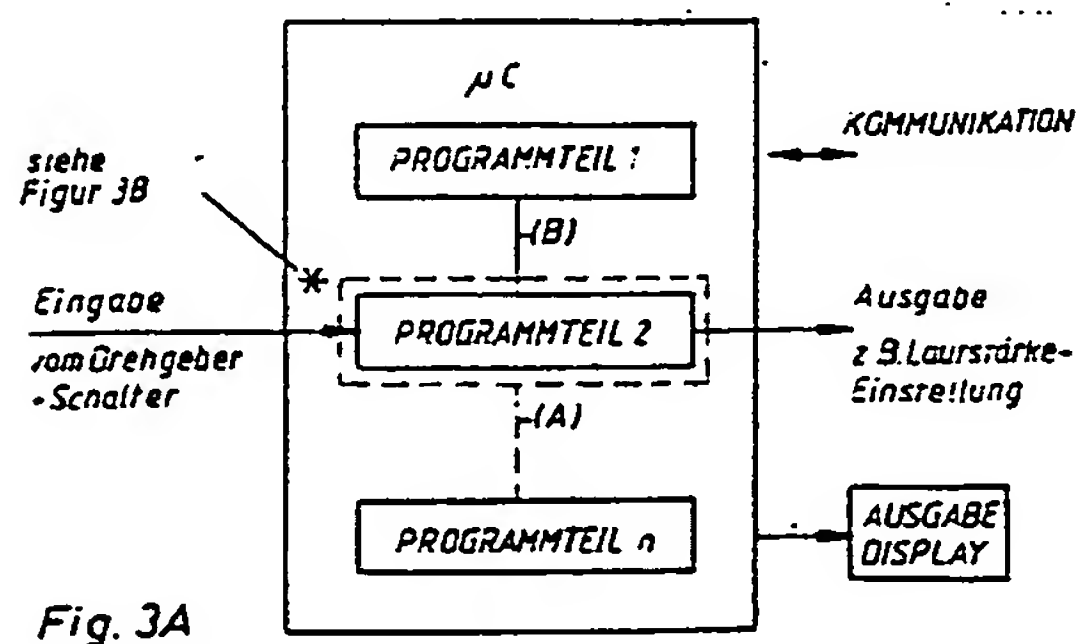 µC
PROGRAMMTEIL 1
KOMMUNIKATION
siehe
Figur 3B
(B)
*
Eingabe
PROGRAMMTEIL 2
Ausgabe
vom Drehgeber
+ Schalter
z B. Lautstärke-
Einstellung
(A)
PROGRAMMTEIL n
AUSGABE
DISPLAY
Fig. 3A